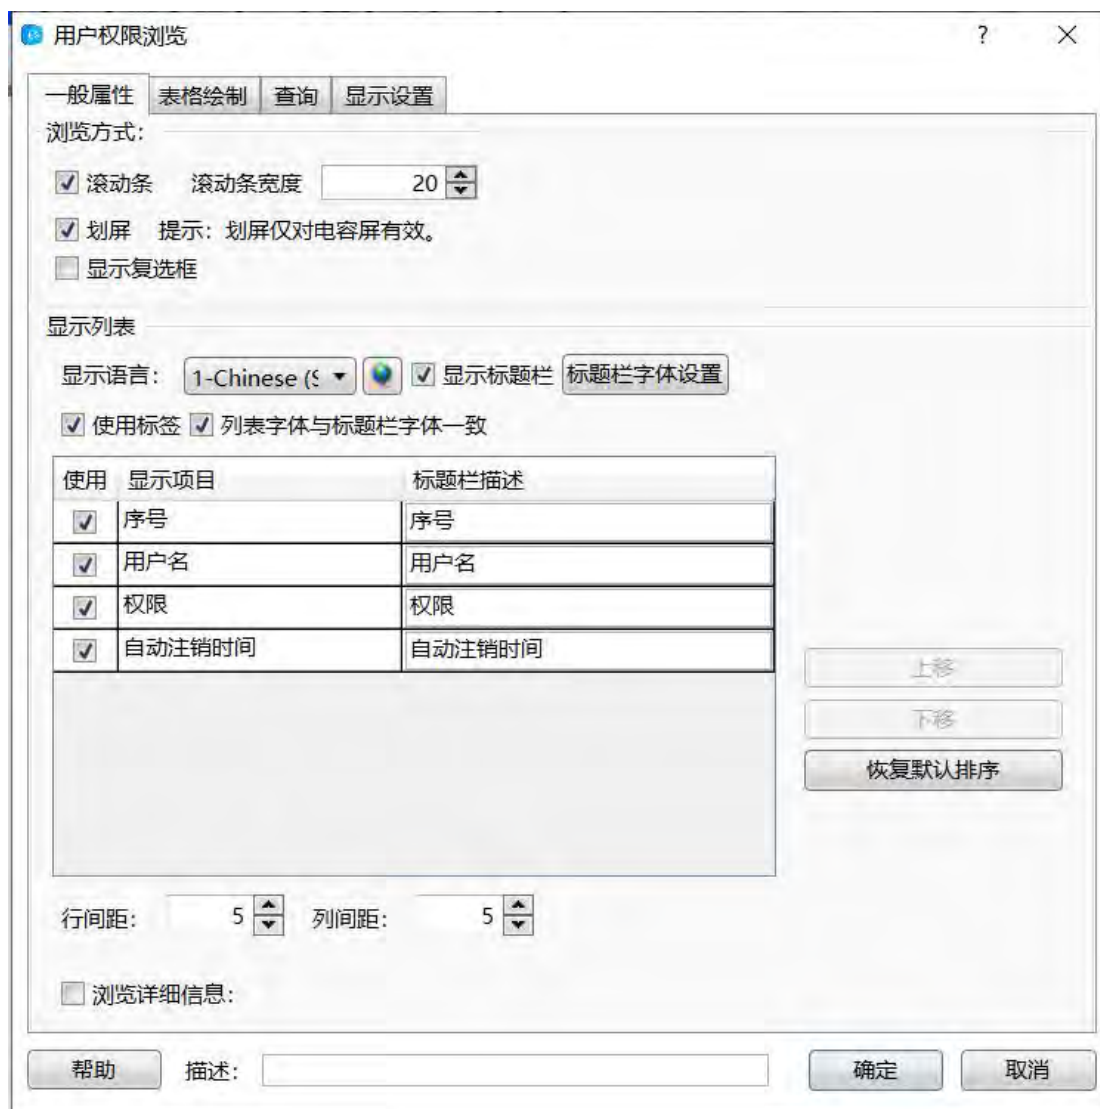 用户权限浏览 ?
一般属性 表格绘制 查询 显示设置
浏览方式:
滚动条 滚动条宽度 20
划屏 提示：划屏仅对电容屏有效。
显示复选框
显示列表
显示语言： 1-Chinese (S 显示标题栏 标题栏字体设置
使用标签 列表字体与标题栏字体一致
使用 显示项目 标题栏描述
序号 序号
用户名 用户名
权限 权限
自动注销时间 自动注销时间
上移
下移
恢复默认排序
行间距： 5 列间距： 5
浏览详细信息：
帮助 描述： 确定 取消